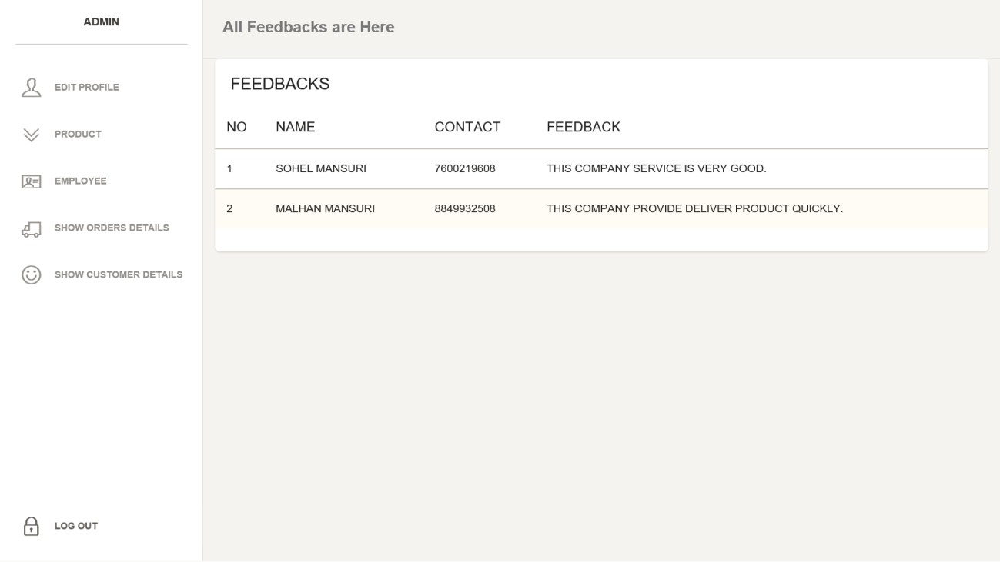 ADMIN
EDIT PROFILE
PRODUCT
EMPLOYEE
SHOW ORDERS DETAILS
SHOW CUSTOMER DETAILS
LOG OUT
All Feedbacks are Here
FEEDBACKS
NO NAME CONTACT FEEDBACK
1 SOHEL MANSURI 7600219608 THIS COMPANY SERVICE IS VERY GOOD.
2 MALHAN MANSURI 8849932508 THIS COMPANY PROVIDE DELIVER PRODUCT QUICKLY.